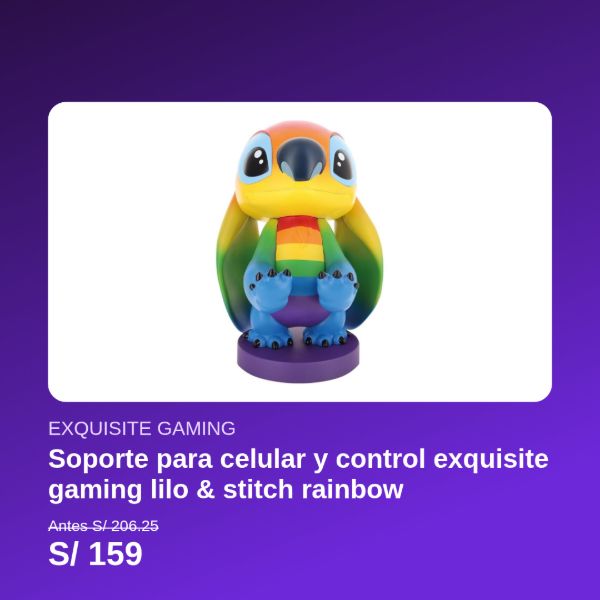 EXQUISITE GAMING
Soporte para celular y control exquisite
gaming lilo & stitch rainbow
Antes S/ 206.25
S/ 159